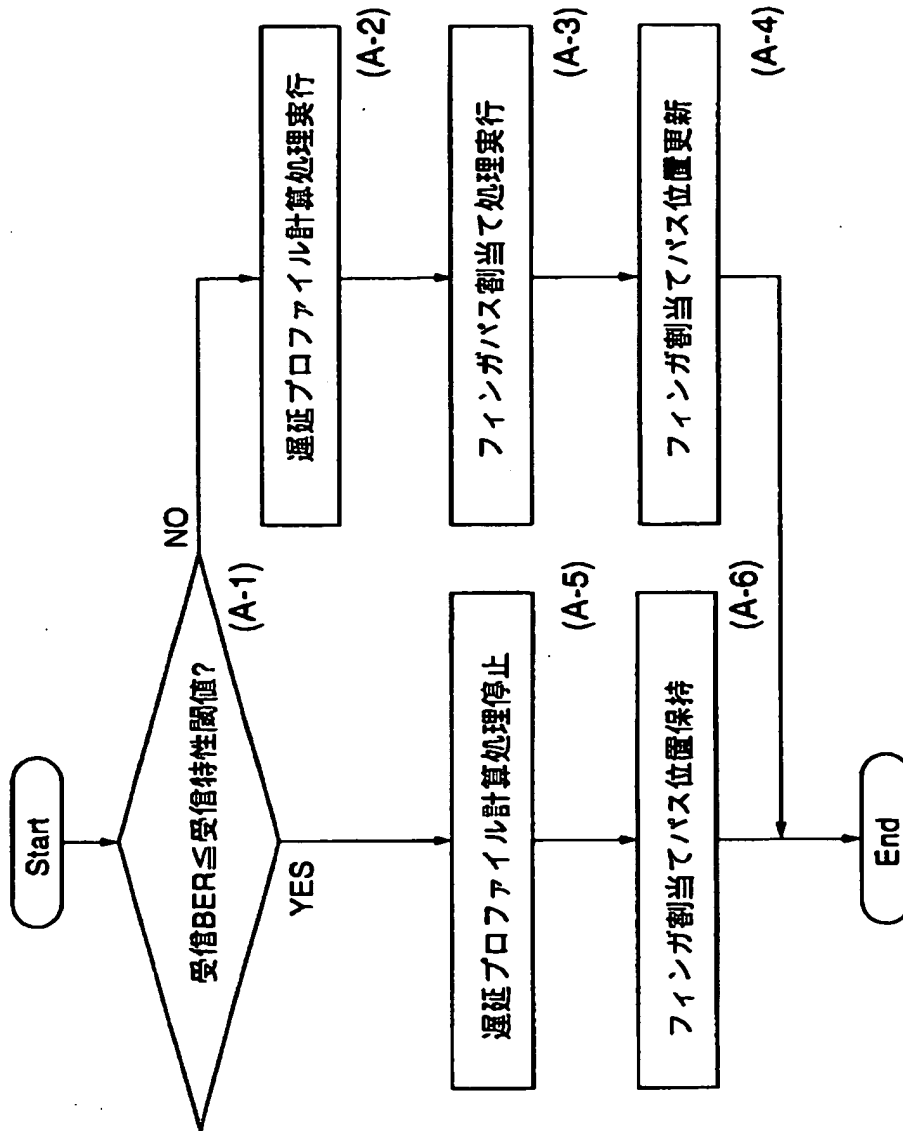 Start
受信BER≦受信特性閾値?
(A-1)
NO
YES
遅延プロファイル計算処理実行
(A-2)
フィンガパス割当て処理実行
(A-3)
フィンガ割当てパス位置更新
(A-4)
遅延プロファイル計算処理停止
(A-5)
フィンガ割当てパス位置保持
(A-6)
End